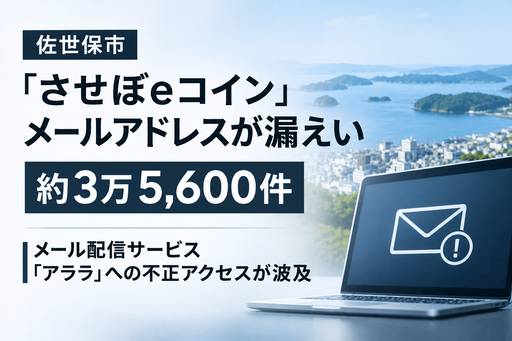 佐世保市
「させぼeコイン」
メールアドレスが漏えい
約3万5,600件
メール配信サービス
「アララ」への不正アクセスが波及